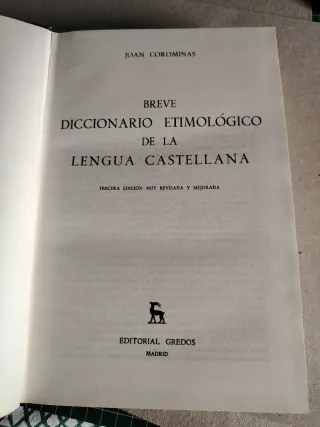 JOAN COROMINAS
BREVE
DICCIONARIO ETIMOLÓGICO
DE LA
LENGUA CASTELLANA
TERCERA EDICIÓN MUY REVISADA Y MEJORADA
EDITORIAL GREDOS
MADRID